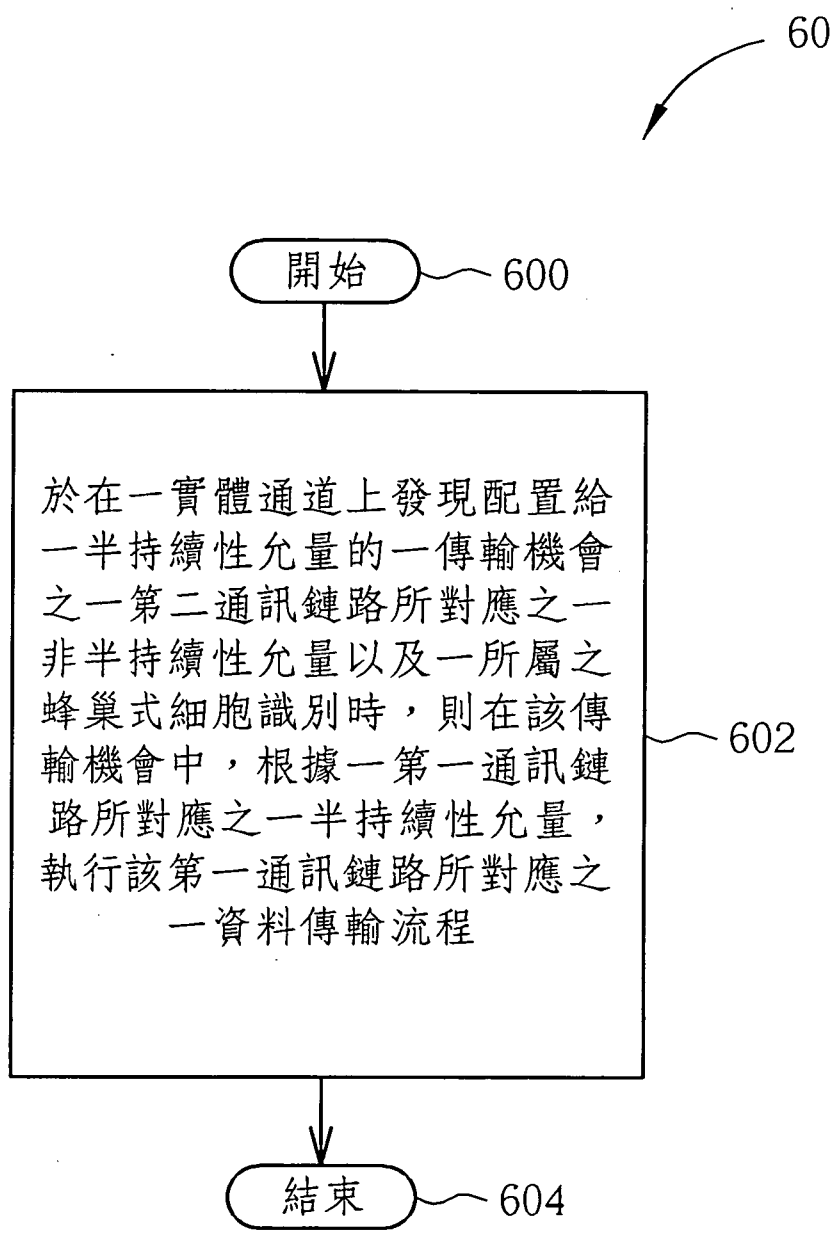 60
開始 600
於在一實體通道上發現配置給
一半持續性允量的一傳輸機會
之一第二通訊鏈路所對應之一
非半持續性允量以及一所屬之
蜂巢式細胞識別時，則在該傳
輸機會中，根據一第一通訊鏈
路所對應之一半持續性允量，
執行該第一通訊鏈路所對應之
一資料傳輸流程
602
結束 604